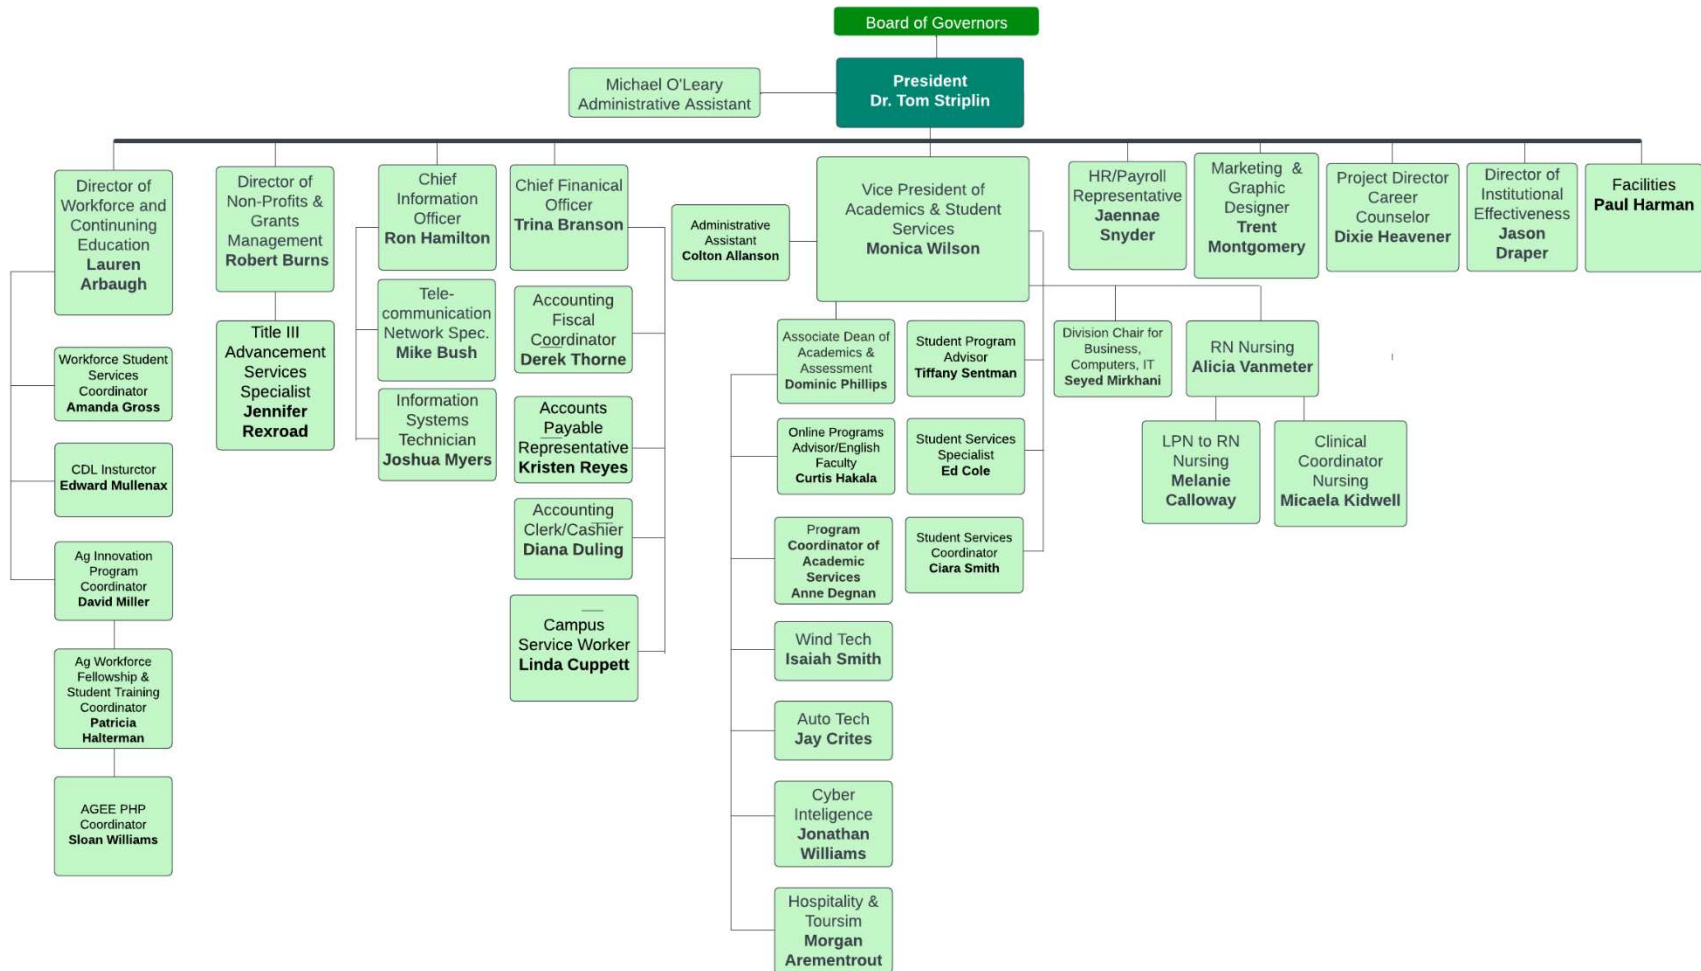 Board of Governors
Michael O'Leary
Administrative Assistant
President
Dr. Tom Striplin
Director of
Workforce and
Continuning
Education
Lauren
Arbaugh
Director of
Non-Profits &
Grants
Management
Robert Burns
Chief
Information
Officer
Ron Hamilton
Chief Finanical
Officer
Trina Branson
Administrative
Assistant
Colton Allanson
Vice President of
Academics & Student
Services
Monica Wilson
HR/Payroll
Representative
Jaennae
Snyder
Marketing &
Graphic
Designer
Trent
Montgomery
Project Director
Career
Counselor
Dixie Heavener
Director of
Institutional
Effectiveness
Jason
Draper
Facilities
Paul Harman
Workforce Student
Services
Coordinator
Amanda Gross
CDL Insturctor
Edward Mullenax
Ag Innovation
Program
Coordinator
David Miller
Ag Workforce
Fellowship &
Student Training
Coordinator
Patricia
Halterman
AGEE PHP
Coordinator
Sloan Williams
Title III
Advancement
Services
Specialist
Jennifer
Rexroad
Tele-
communication
Network Spec.
Mike Bush
Information
Systems
Technician
Joshua Myers
Accounting
Fiscal
Coordinator
Derek Thorne
Accounts
Payable
Representative
Kristen Reyes
Accounting
Clerk/Cashier
Diana Duling
Campus
Service Worker
Linda Cuppett
Associate Dean of
Academics &
Assessment
Dominic Phillips
Online Programs
Advisor/English
Faculty
Curtis Hakala
Program
Coordinator of
Academic
Services
Anne Degnan
Wind Tech
Isaiah Smith
Auto Tech
Jay Crites
Cyber
Inteligence
Jonathan
Williams
Hospitality &
Toursim
Morgan
Arementrout
Student Program
Advisor
Tiffany Sentman
Student Services
Specialist
Ed Cole
Student Services
Coordinator
Ciara Smith
Division Chair for
Business,
Computers, IT
Seyed Mirkhani
RN Nursing
Alicia Vanmeter
LPN to RN
Nursing
Melanie
Calloway
Clinical
Coordinator
Nursing
Micaela Kidwell